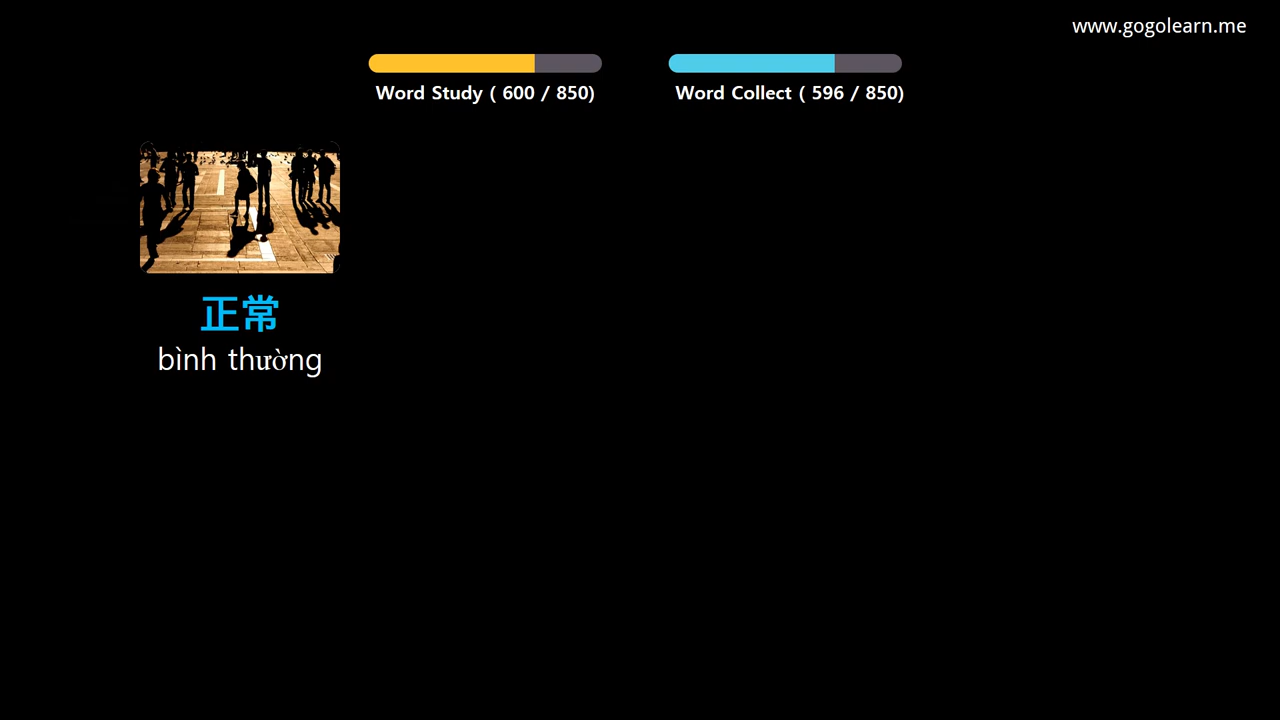 www.gogolearn.me
Word Study ( 600 / 850)
Word Collect ( 596 / 850)
正常
bình thường